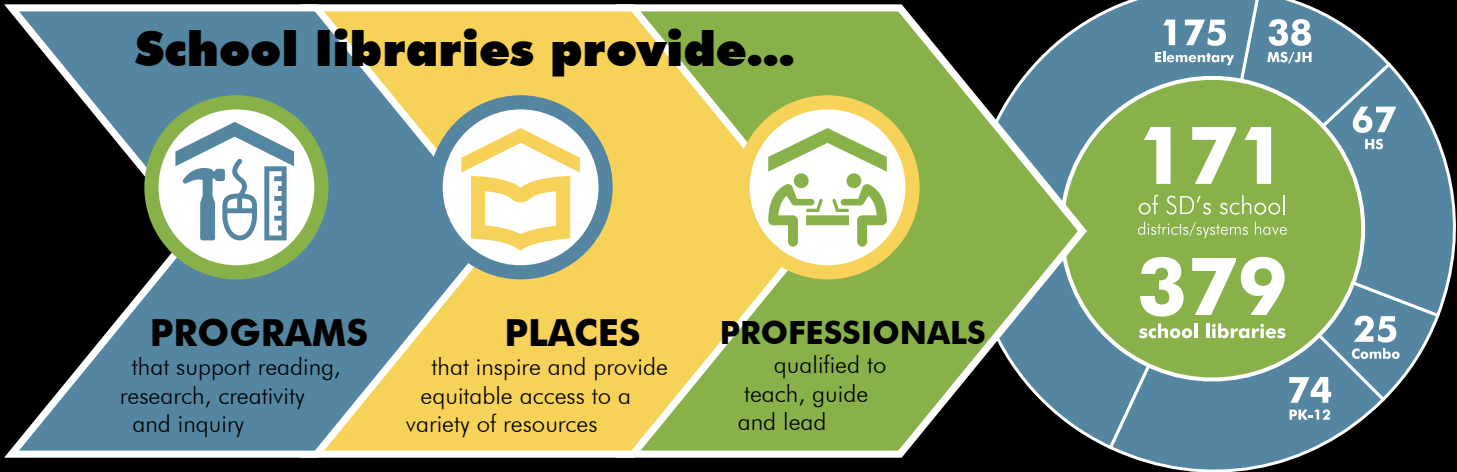 School libraries provide...
PROGRAMS
that support reading,
research, creativity
and inquiry
PLACES
that inspire and provide
equitable access to a
variety of resources
PROFESSIONALS
qualified to
teach, guide
and lead
175
Elementary
38
MS/JH
67
HS
25
Combo
74
PK-12
171
of SD's school
districts/systems have
379
school libraries